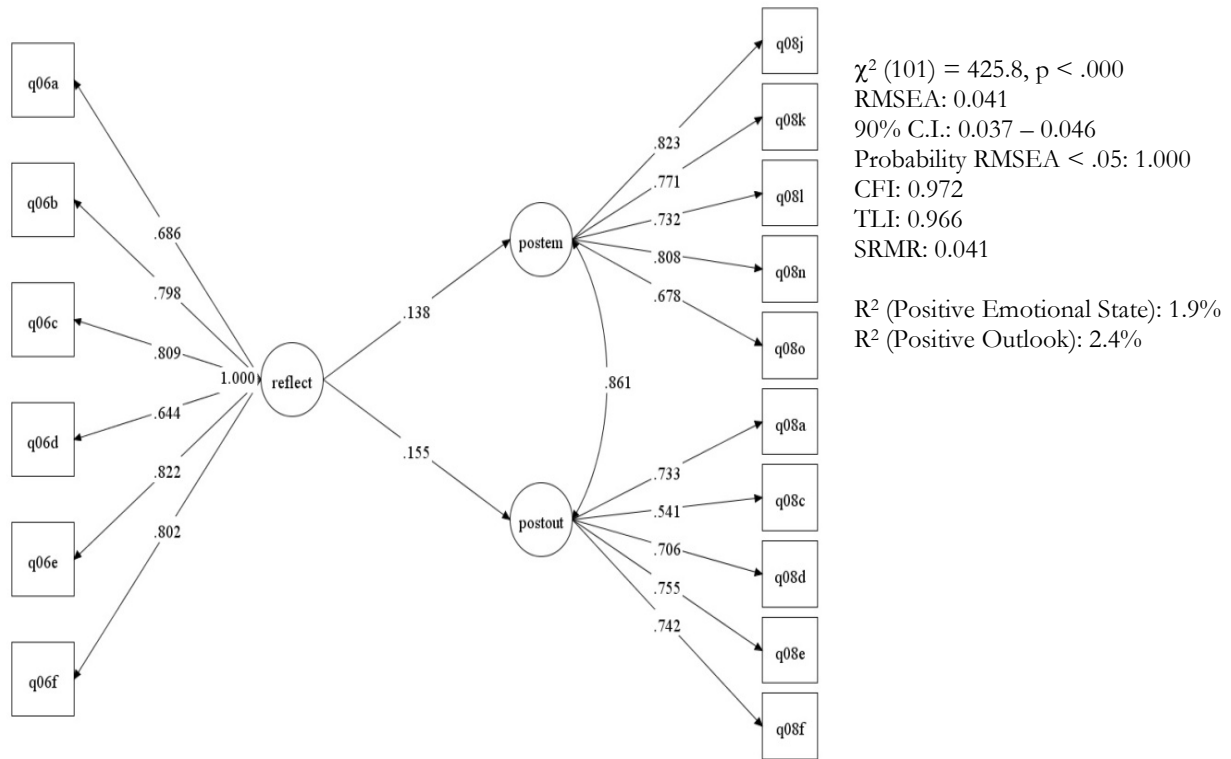 q06a
q06b
q06c
q06d
q06e
q06f
.686
.798
.809
.644
.822
.802
1.000
reflect
.138
.155
postem
postout
.861
.823
.771
.732
.808
.678
.733
.541
.706
.755
.742
q08j
q08k
q08l
q08n
q08o
q08a
q08c
q08d
q08e
q08f
χ² (101) = 425.8, p < .000
RMSEA: 0.041
90% C.I.: 0.037 – 0.046
Probability RMSEA < .05: 1.000
CFI: 0.972
TLI: 0.966
SRMR: 0.041
R² (Positive Emotional State): 1.9%
R² (Positive Outlook): 2.4%